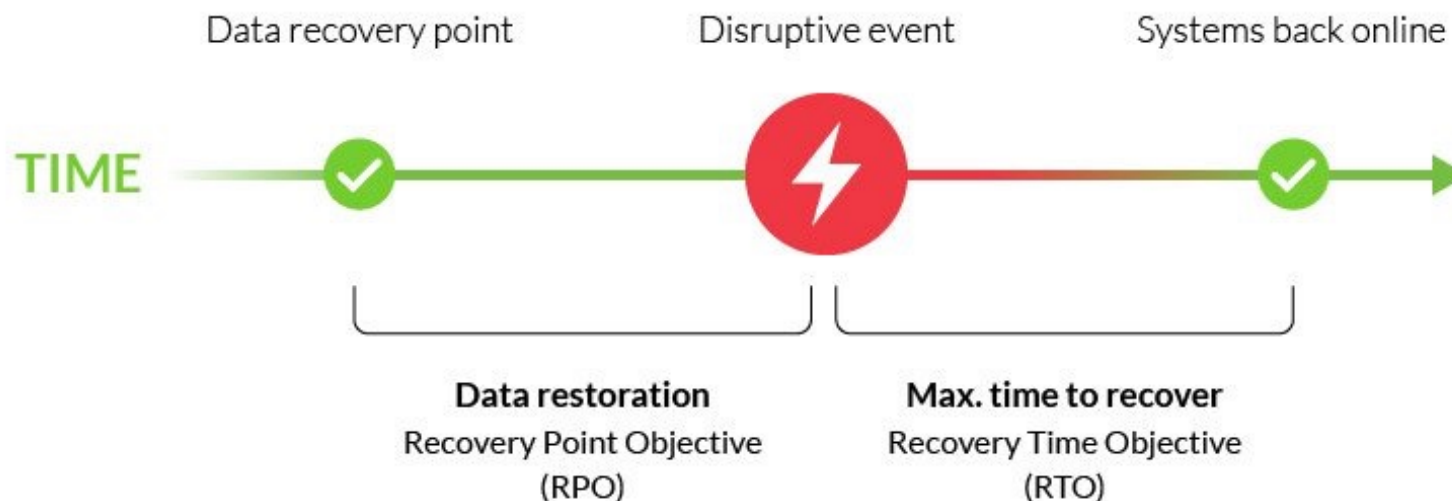 Data recovery point
Disruptive event
Systems back online
TIME
Data restoration
Recovery Point Objective
(RPO)
Max. time to recover
Recovery Time Objective
(RTO)